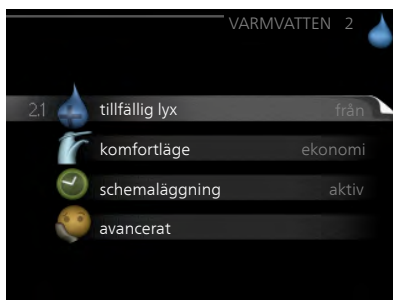 VARMVATTEN 2
2.1 tillfällig lyx från
komfortläge ekonomi
schemaläggning aktiv
avancerat